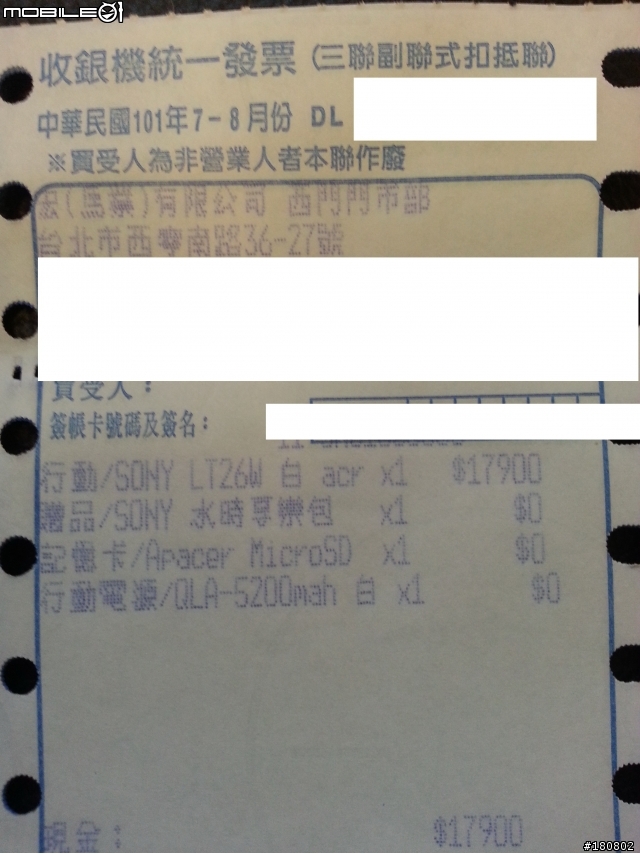 MOBILE01
收銀機統一發票(三聯副聯式扣抵聯)
中華民國101年7-8月份 DL
※買受人為非營業人者本聯作廢
(馬業)有限公司 西門門市部
台北市西寧南路36-27號
買受人:
簽帳卡號碼及簽名:
行動/SONY LT26W 白 acr x1 $17900
贈品/SONY 水時享樂包 x1 $0
記憶卡/Apacer MicroSD x1 $0
行動電源/QLA-5200mah 白 x1 $0
現金: $17900
#180802